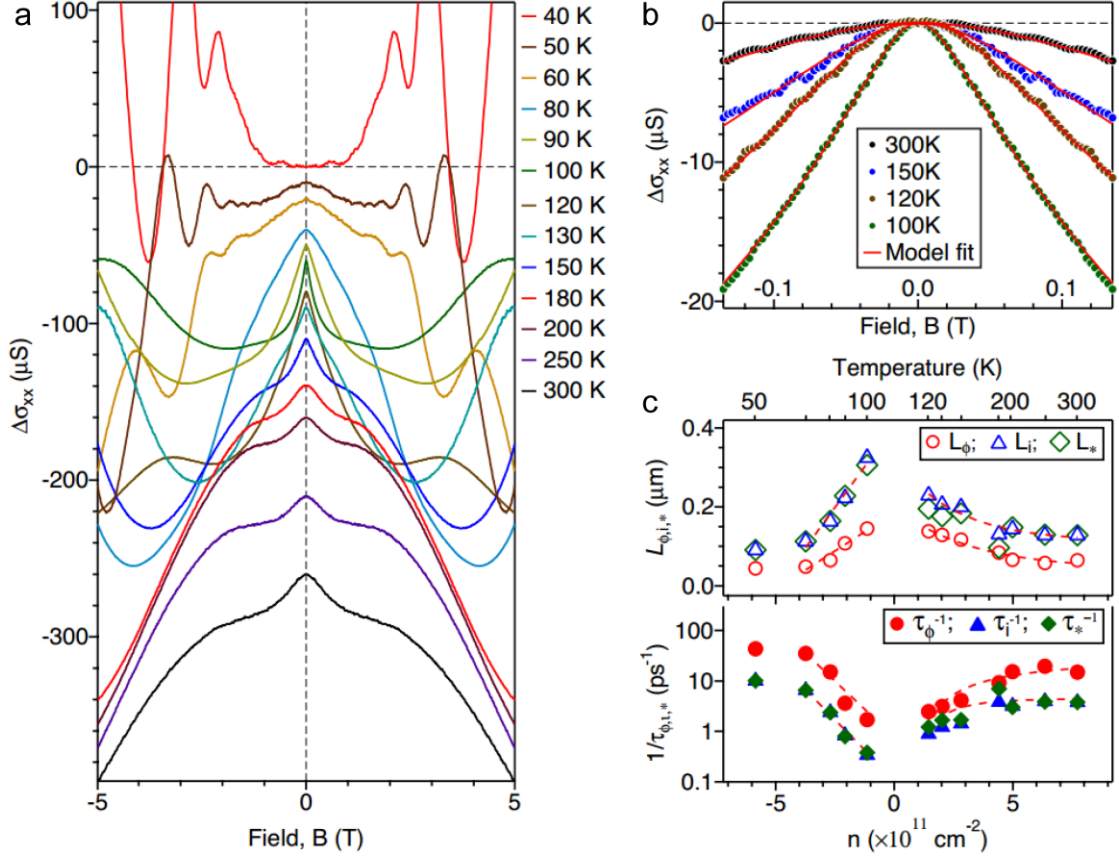 a
100
0
-100
-200
-300
Δσxx (μS)
-5
0
5
Field, B (T)
40 K
50 K
60 K
80 K
90 K
100 K
120 K
130 K
150 K
180 K
200 K
250 K
300 K
b
0
-10
-20
Δσxx (μS)
300K
150K
120K
100K
Model fit
-0.1
0.0
0.1
Field, B (T)
c
Temperature (K)
50
100
120
200
300
0.4
0.2
0.0
Lϕ,i,* (μm)
Lϕ; Li; L*
100
10
1
0.1
1/τϕ,ι,* (ps⁻¹)
τϕ⁻¹; τi⁻¹; τ*⁻¹
-5
0
5
n (×10¹¹ cm⁻²)